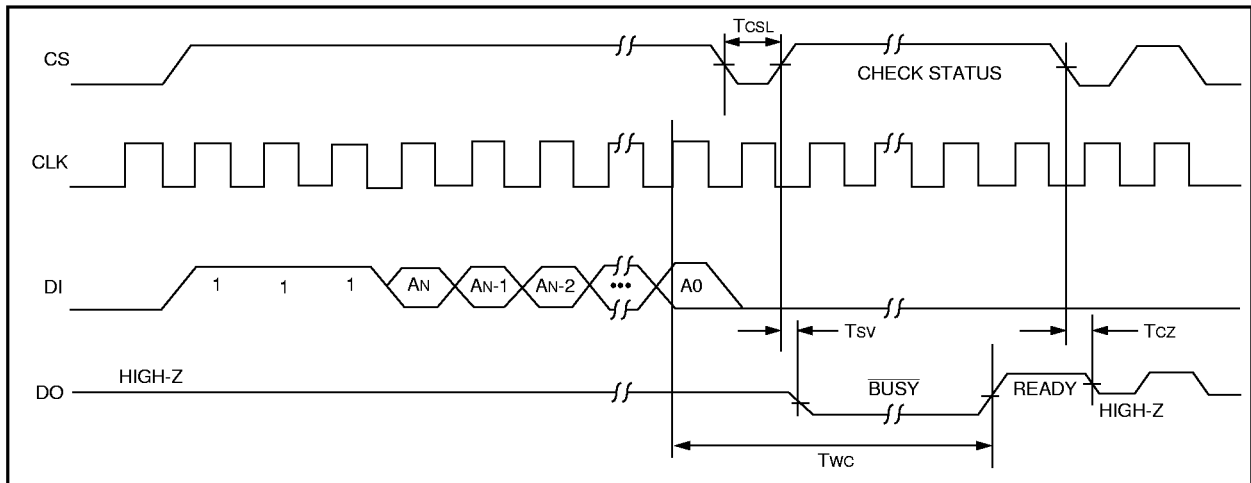 TCSL
CS
CHECK STATUS
CLK
DI
1 1 1 AN AN-1 AN-2 ••• A0
TSV
TCZ
DO
HIGH-Z
BUSY
READY
HIGH-Z
TWC